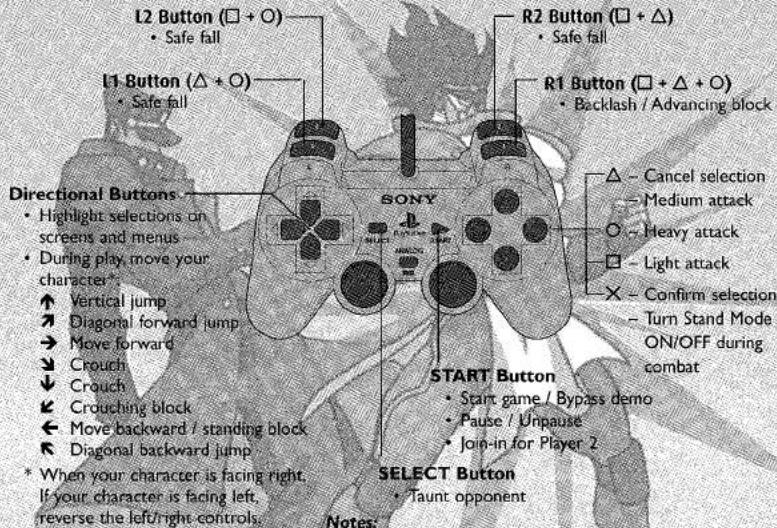 L2 Button (□ + ○)
• Safe fall
L1 Button (△ + ○)
• Safe fall
R2 Button (□ + △)
• Safe fall
R1 Button (□ + △ + ○)
• Backlash / Advancing block
Directional Buttons
• Highlight selections on
screens and menus
• During play, move your
character*:
↑ Vertical jump
↗ Diagonal forward jump
→ Move forward
↘ Crouch
↓ Crouch
↙ Crouching block
← Move backward / standing block
↖ Diagonal backward jump
* When your character is facing right.
If your character is facing left,
reverse the left/right controls.
SONY
SELECT
START
ANALOG
△ – Cancel selection
– Medium attack
○ – Heavy attack
□ – Light attack
✕ – Confirm selection
– Turn Stand Mode
ON/OFF during
combat
START Button
• Start game / Bypass demo
• Pause / Unpause
• Join-in for Player 2
SELECT Button
• Taunt opponent
Notes: